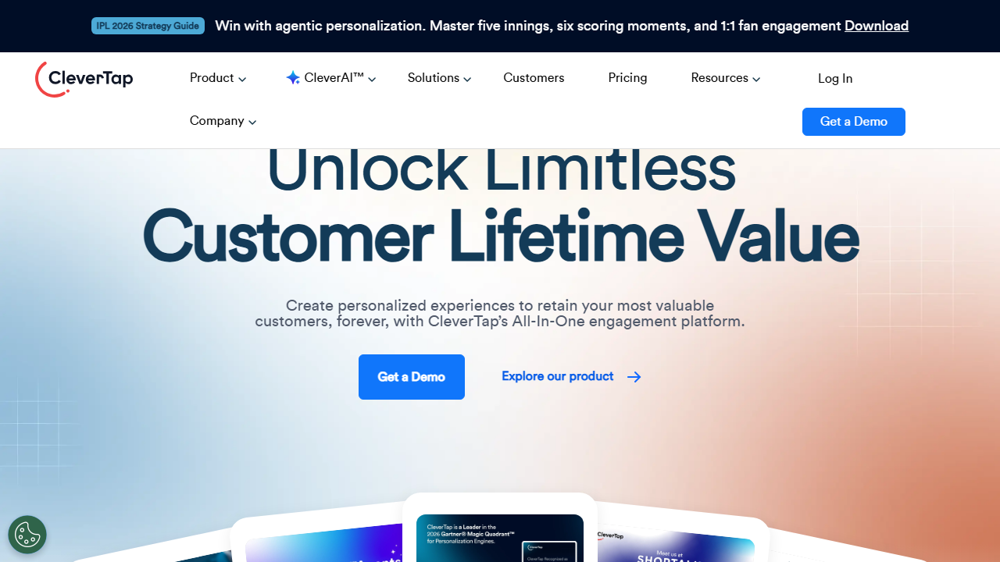 IPL 2026 Strategy Guide Win with agentic personalization. Master five innings, six scoring moments, and 1:1 fan engagement Download
CleverTap Product CleverAI™ Solutions Customers Pricing Resources Log In
Company Get a Demo
Unlock Limitless
Customer Lifetime Value
Create personalized experiences to retain your most valuable
customers, forever, with CleverTap’s All-In-One engagement platform.
Get a Demo Explore our product
CleverTap is a Leader in the
2026 Gartner® Magic Quadrant™
for Personalization Engines.
CleverTap
CleverTap Recognized as
CleverTap
Meet us at